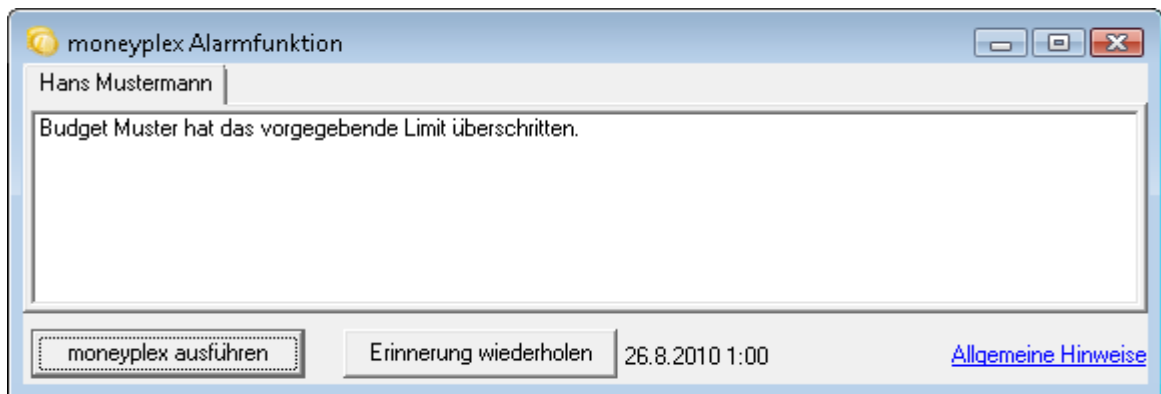 moneyplex Alarmfunktion
Hans Mustermann
Budget Muster hat das vorgegebende Limit überschritten.
moneyplex ausführen Erinnerung wiederholen 26.8.2010 1:00 Allgemeine Hinweise